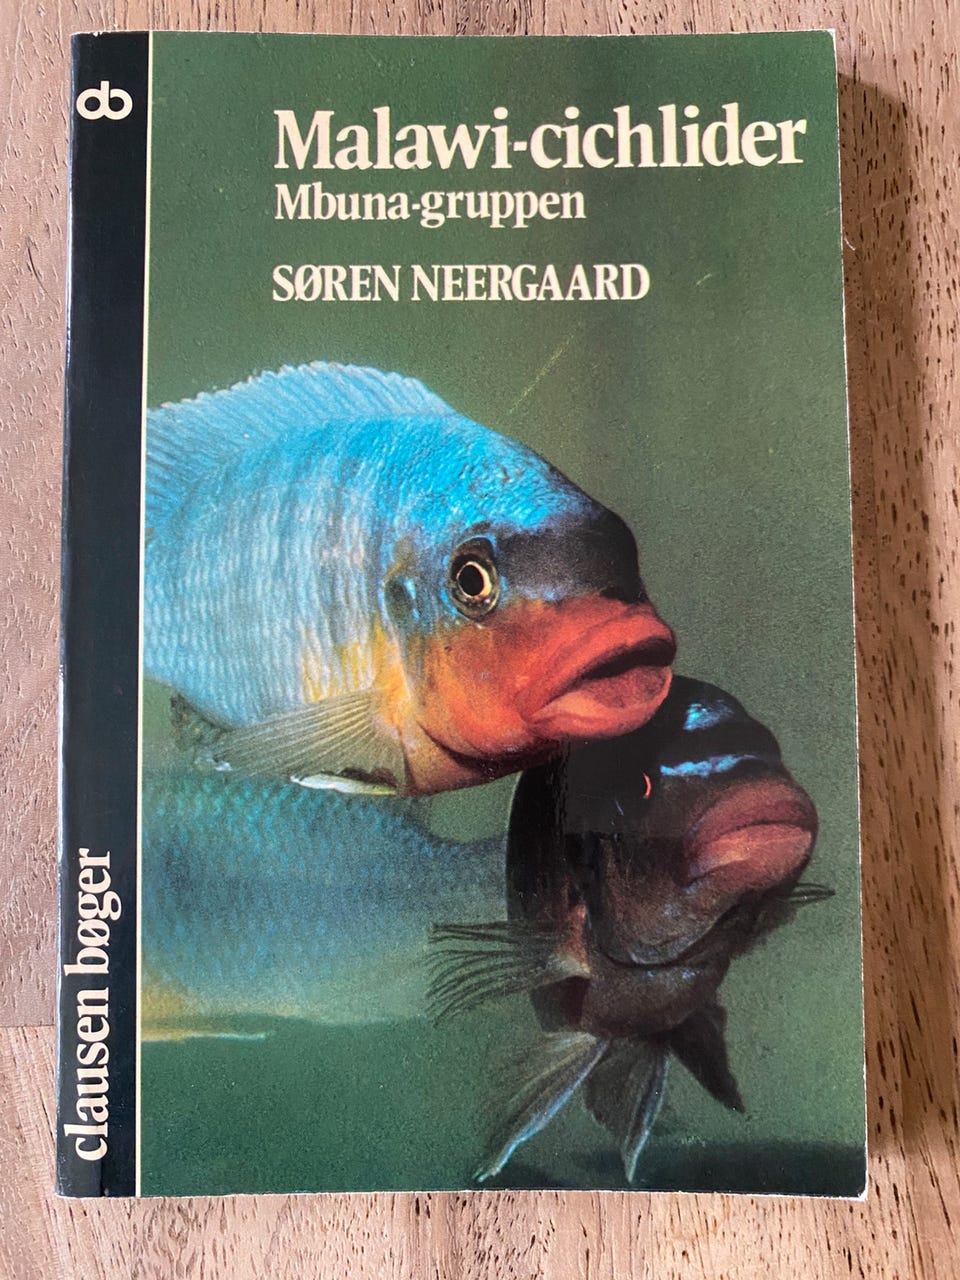 Malawi-cichlider
Mbuna-gruppen
SØREN NEERGAARD
clausen bøger
cb